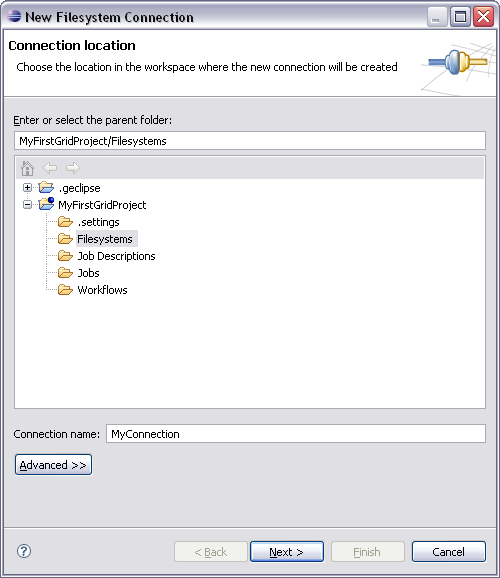 New Filesystem Connection
Connection location
Choose the location in the workspace where the new connection will be created
Enter or select the parent folder:
MyFirstGridProject/Filesystems
.geclipse
MyFirstGridProject
.settings
Filesystems
Job Descriptions
Jobs
Workflows
Connection name: MyConnection
Advanced >>
? < Back Next > Finish Cancel